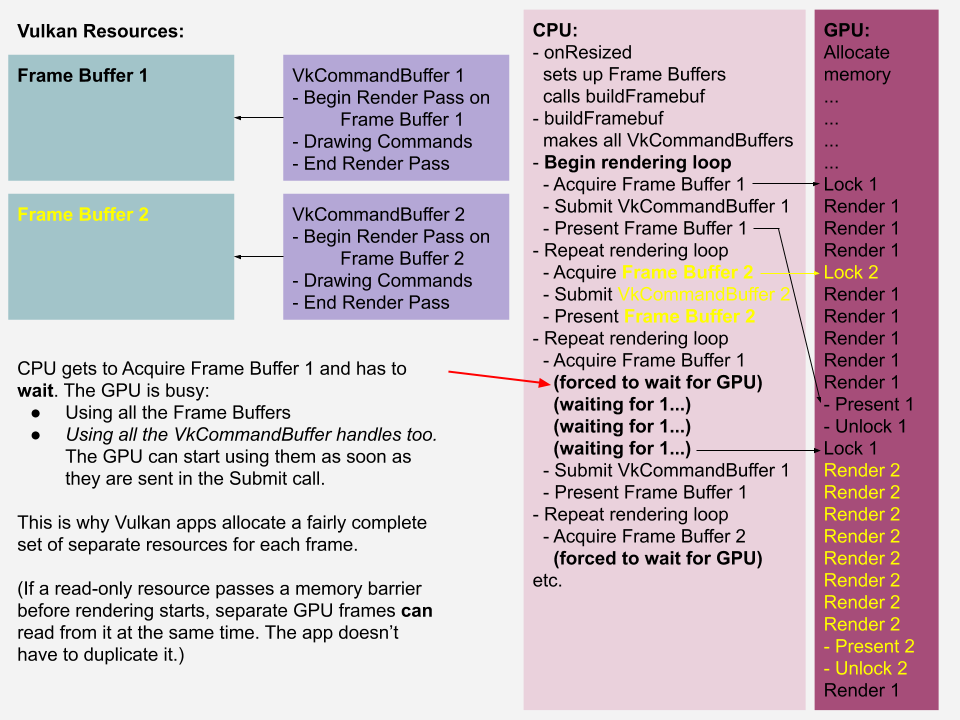 Vulkan Resources:
Frame Buffer 1
VkCommandBuffer 1
- Begin Render Pass on
Frame Buffer 1
- Drawing Commands
- End Render Pass
Frame Buffer 2
VkCommandBuffer 2
- Begin Render Pass on
Frame Buffer 2
- Drawing Commands
- End Render Pass
CPU gets to Acquire Frame Buffer 1 and has to
wait. The GPU is busy:
● Using all the Frame Buffers
● Using all the VkCommandBuffer handles too.
The GPU can start using them as soon as
they are sent in the Submit call.
This is why Vulkan apps allocate a fairly complete
set of separate resources for each frame.
(If a read-only resource passes a memory barrier
before rendering starts, separate GPU frames can
read from it at the same time. The app doesn’t
have to duplicate it.)
CPU:
- onResized
sets up Frame Buffers
calls buildFramebuf
- buildFramebuf
makes all VkCommandBuffers
- Begin rendering loop
- Acquire Frame Buffer 1
- Submit VkCommandBuffer 1
- Present Frame Buffer 1
- Repeat rendering loop
- Acquire Frame Buffer 2
- Submit VkCommandBuffer 2
- Present Frame Buffer 2
- Repeat rendering loop
- Acquire Frame Buffer 1
(forced to wait for GPU)
(waiting for 1...)
(waiting for 1...)
(waiting for 1...)
- Submit VkCommandBuffer 1
- Present Frame Buffer 1
- Repeat rendering loop
- Acquire Frame Buffer 2
(forced to wait for GPU)
etc.
GPU:
Allocate
memory
...
...
...
...
Lock 1
Render 1
Render 1
Render 1
Lock 2
Render 1
Render 1
Render 1
Render 1
Render 1
- Present 1
- Unlock 1
Lock 1
Render 2
Render 2
Render 2
Render 2
Render 2
Render 2
Render 2
Render 2
- Present 2
- Unlock 2
Render 1